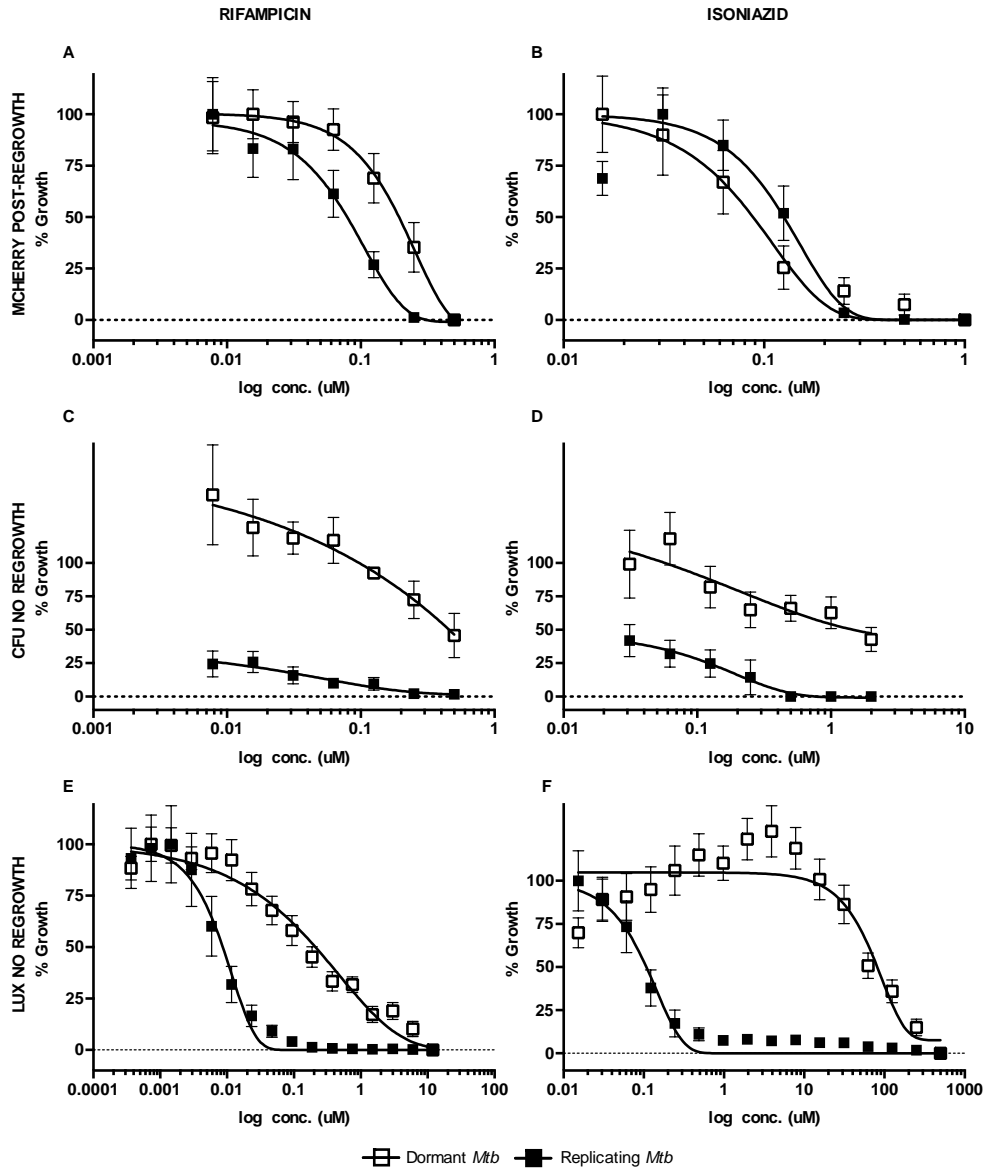 RIFAMPICIN ISONIAZID
A B
MCHERRY POST-REGROWTH
% Growth
100
75
50
25
0
0.001 0.01 0.1 1
log conc. (uM)
% Growth
100
75
50
25
0
0.01 0.1 1
log conc. (uM)
C D
CFU NO REGROWTH
% Growth
100
75
50
25
0
0.001 0.01 0.1 1
log conc. (uM)
% Growth
100
75
50
25
0
0.01 0.1 1 10
log conc. (uM)
E F
LUX NO REGROWTH
% Growth
100
75
50
25
0
0.0001 0.001 0.01 0.1 1 10 100
log conc. (uM)
% Growth
100
75
50
25
0
0.01 0.1 1 10 100 1000
log conc. (uM)
Dormant Mtb Replicating Mtb